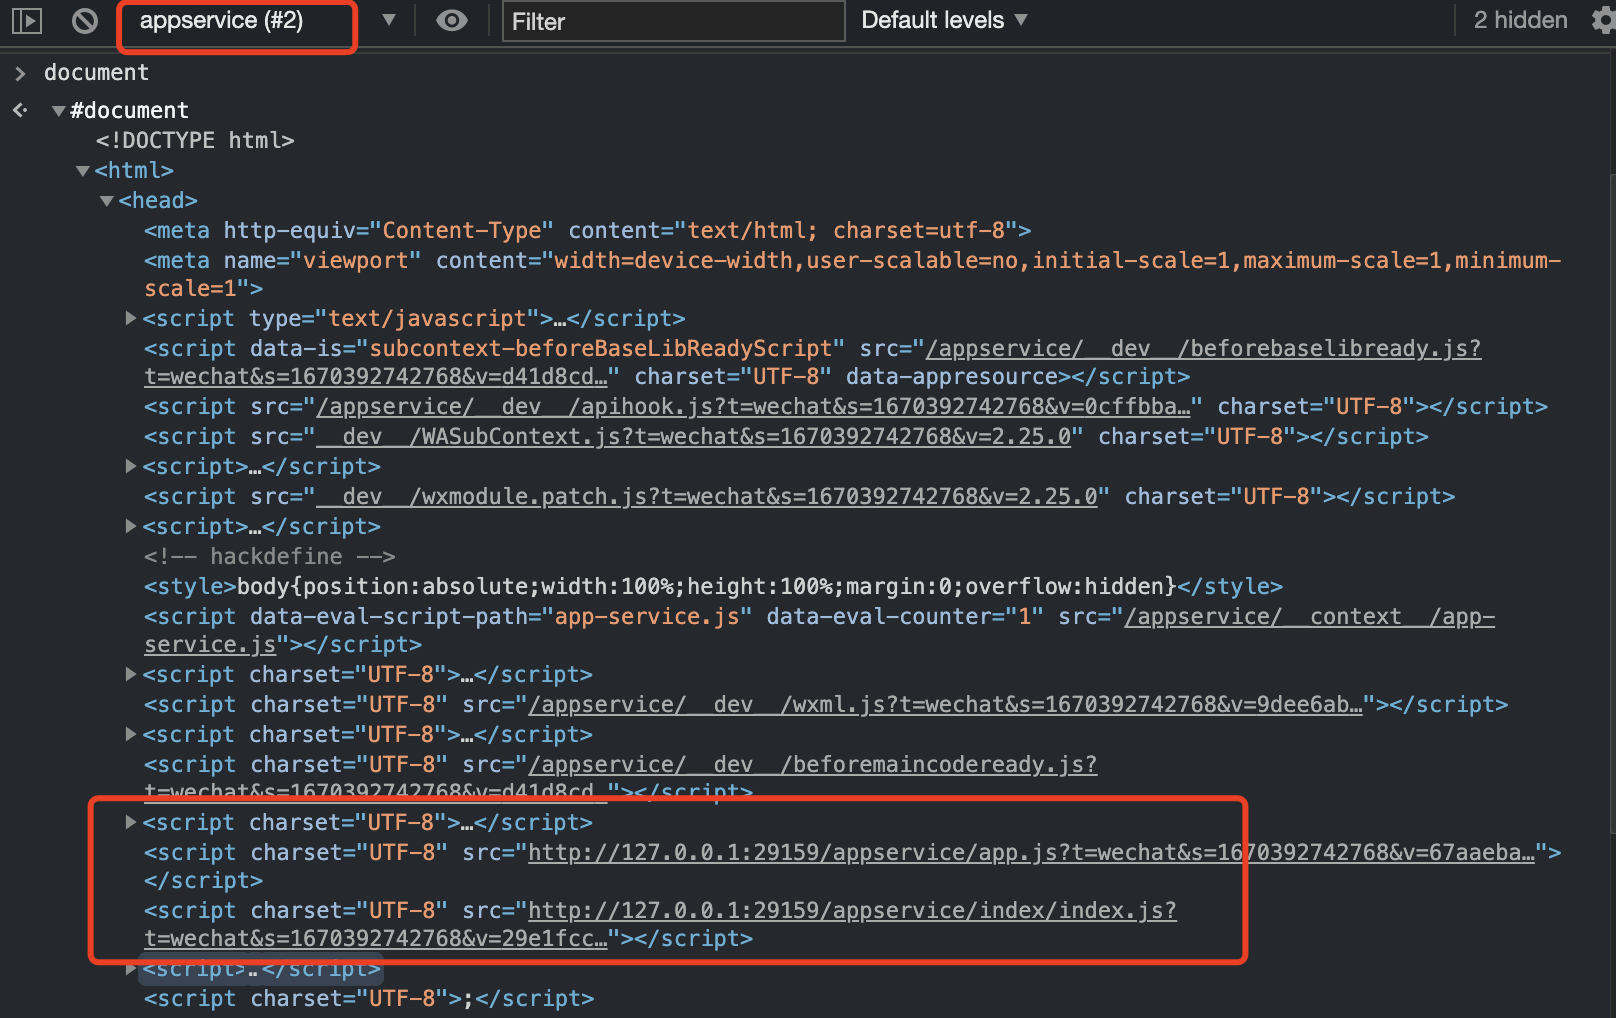 appservice (#2) Filter Default levels 2 hidden
document
#document
<!DOCTYPE html>
<html>
<head>
<meta http-equiv="Content-Type" content="text/html; charset=utf-8">
<meta name="viewport" content="width=device-width,user-scalable=no,initial-scale=1,maximum-scale=1,minimum-
scale=1">
<script type="text/javascript">…</script>
<script data-is="subcontext-beforeBaseLibReadyScript" src="/appservice/__dev__/beforebaselibready.js?
t=wechat&s=1670392742768&v=d41d8cd…" charset="UTF-8" data-appresource></script>
<script src="/appservice/__dev__/apihook.js?t=wechat&s=1670392742768&v=0cffbba…" charset="UTF-8"></script>
<script src="__dev__/WASubContext.js?t=wechat&s=1670392742768&v=2.25.0" charset="UTF-8"></script>
<script>…</script>
<script src="__dev__/wxmodule.patch.js?t=wechat&s=1670392742768&v=2.25.0" charset="UTF-8"></script>
<script>…</script>
<!-- hackdefine -->
<style>body{position:absolute;width:100%;height:100%;margin:0;overflow:hidden}</style>
<script data-eval-script-path="app-service.js" data-eval-counter="1" src="/appservice/__context__/app-
service.js"></script>
<script charset="UTF-8">…</script>
<script charset="UTF-8" src="/appservice/__dev__/wxml.js?t=wechat&s=1670392742768&v=9dee6ab…"></script>
<script charset="UTF-8">…</script>
<script charset="UTF-8" src="/appservice/__dev__/beforemaincodeready.js?
t=wechat&s=1670392742768&v=d41d8cd…"></script>
<script charset="UTF-8">…</script>
<script charset="UTF-8" src="http://127.0.0.1:29159/appservice/app.js?t=wechat&s=1670392742768&v=67aaeba…">
</script>
<script charset="UTF-8" src="http://127.0.0.1:29159/appservice/index/index.js?
t=wechat&s=1670392742768&v=29e1fcc…"></script>
<script>…</script>
<script charset="UTF-8">;</script>